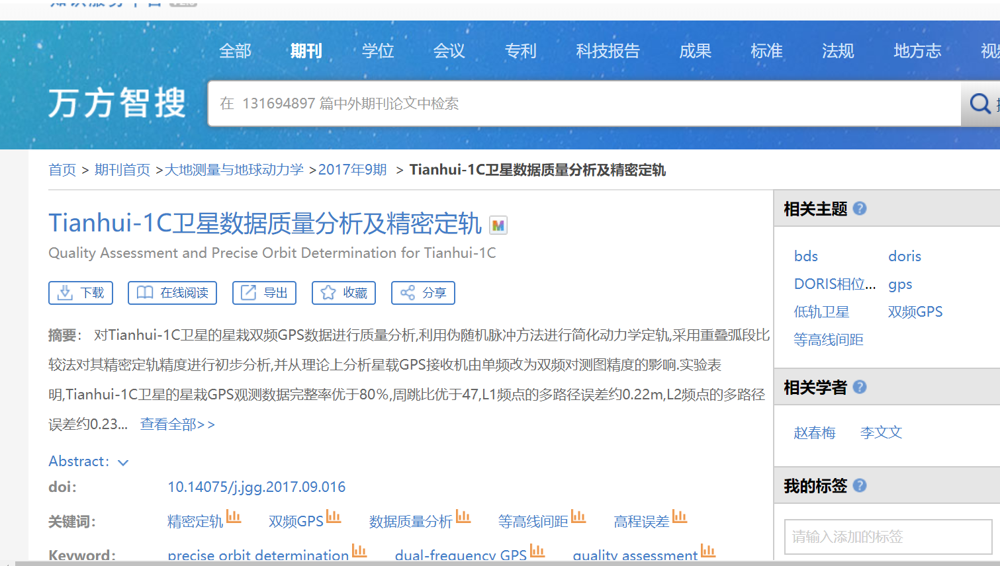 知识服务平台 V2.0
全部 期刊 学位 会议 专利 科技报告 成果 标准 法规 地方志 视
万方智搜
在 131694897 篇中外期刊论文中检索
首页 > 期刊首页 >大地测量与地球动力学 >2017年9期 > Tianhui-1C卫星数据质量分析及精密定轨
Tianhui-1C卫星数据质量分析及精密定轨
Quality Assessment and Precise Orbit Determination for Tianhui-1C
下载 在线阅读 导出 收藏 分享
摘要: 对Tianhui-1C卫星的星栽双频GPS数据进行质量分析,利用伪随机脉冲方法进行简化动力学定轨,采用重叠弧段比
较法对其精密定轨精度进行初步分析,并从理论上分析星载GPS接收机由单频改为双频对测图精度的影响.实验表
明,Tianhui-1C卫星的星栽GPS观测数据完整率优于80%,周跳比优于47,L1频点的多路径误差约0.22m,L2频点的多路径
误差约0.23... 查看全部>>
Abstract:
doi: 10.14075/j.jgg.2017.09.016
关键词: 精密定轨 双频GPS 数据质量分析 等高线间距 高程误差
Keyword: precise orbit determination dual-frequency GPS quality assessment
相关主题 ?
bds doris
DORIS相位... gps
低轨卫星 双频GPS
等高线间距
相关学者 ?
赵春梅 李文文
我的标签 ?
请输入添加的标签